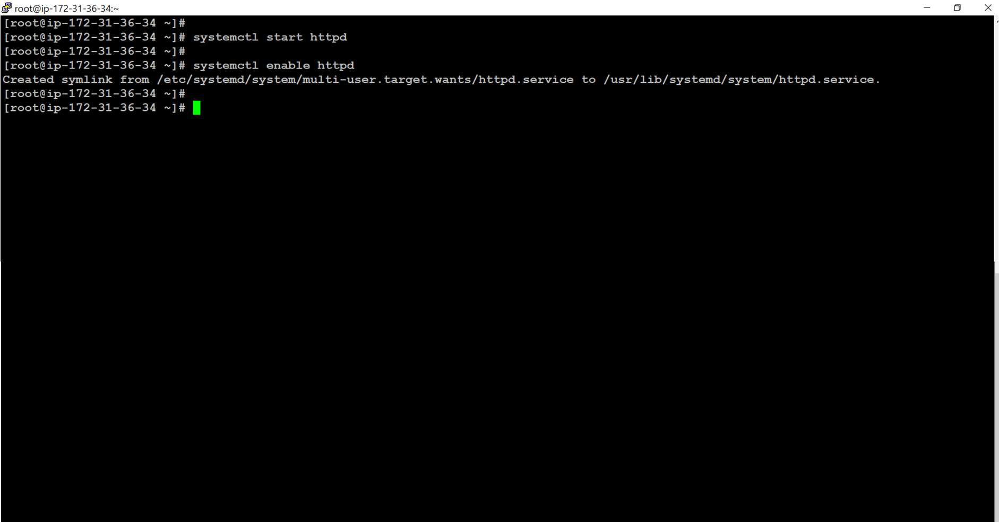 root@ip-172-31-36-34:~
[root@ip-172-31-36-34 ~]#
[root@ip-172-31-36-34 ~]# systemctl start httpd
[root@ip-172-31-36-34 ~]#
[root@ip-172-31-36-34 ~]# systemctl enable httpd
Created symlink from /etc/systemd/system/multi-user.target.wants/httpd.service to /usr/lib/systemd/system/httpd.service.
[root@ip-172-31-36-34 ~]#
[root@ip-172-31-36-34 ~]#